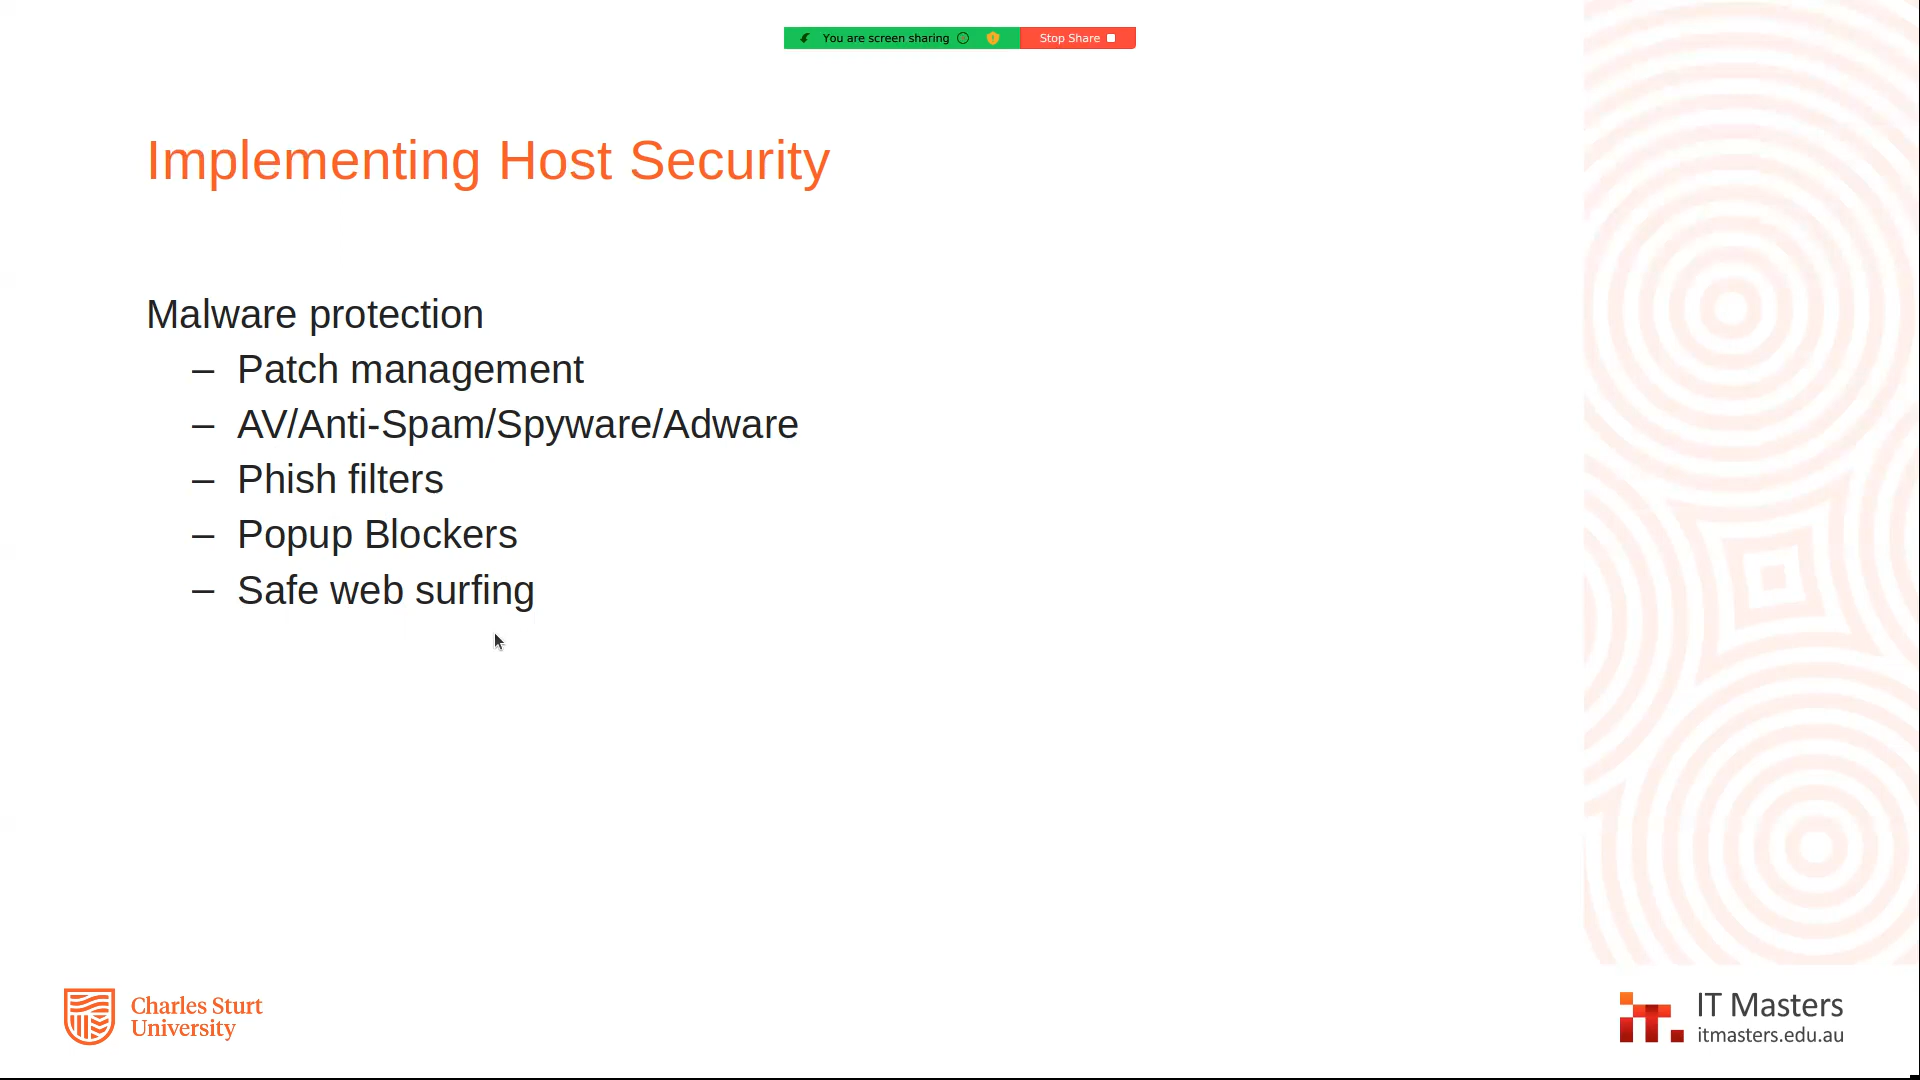 You are screen sharing
Stop Share
Implementing Host Security
Malware protection
– Patch management
– AV/Anti-Spam/Spyware/Adware
– Phish filters
– Popup Blockers
– Safe web surfing
Charles Sturt
University
IT Masters
itmasters.edu.au